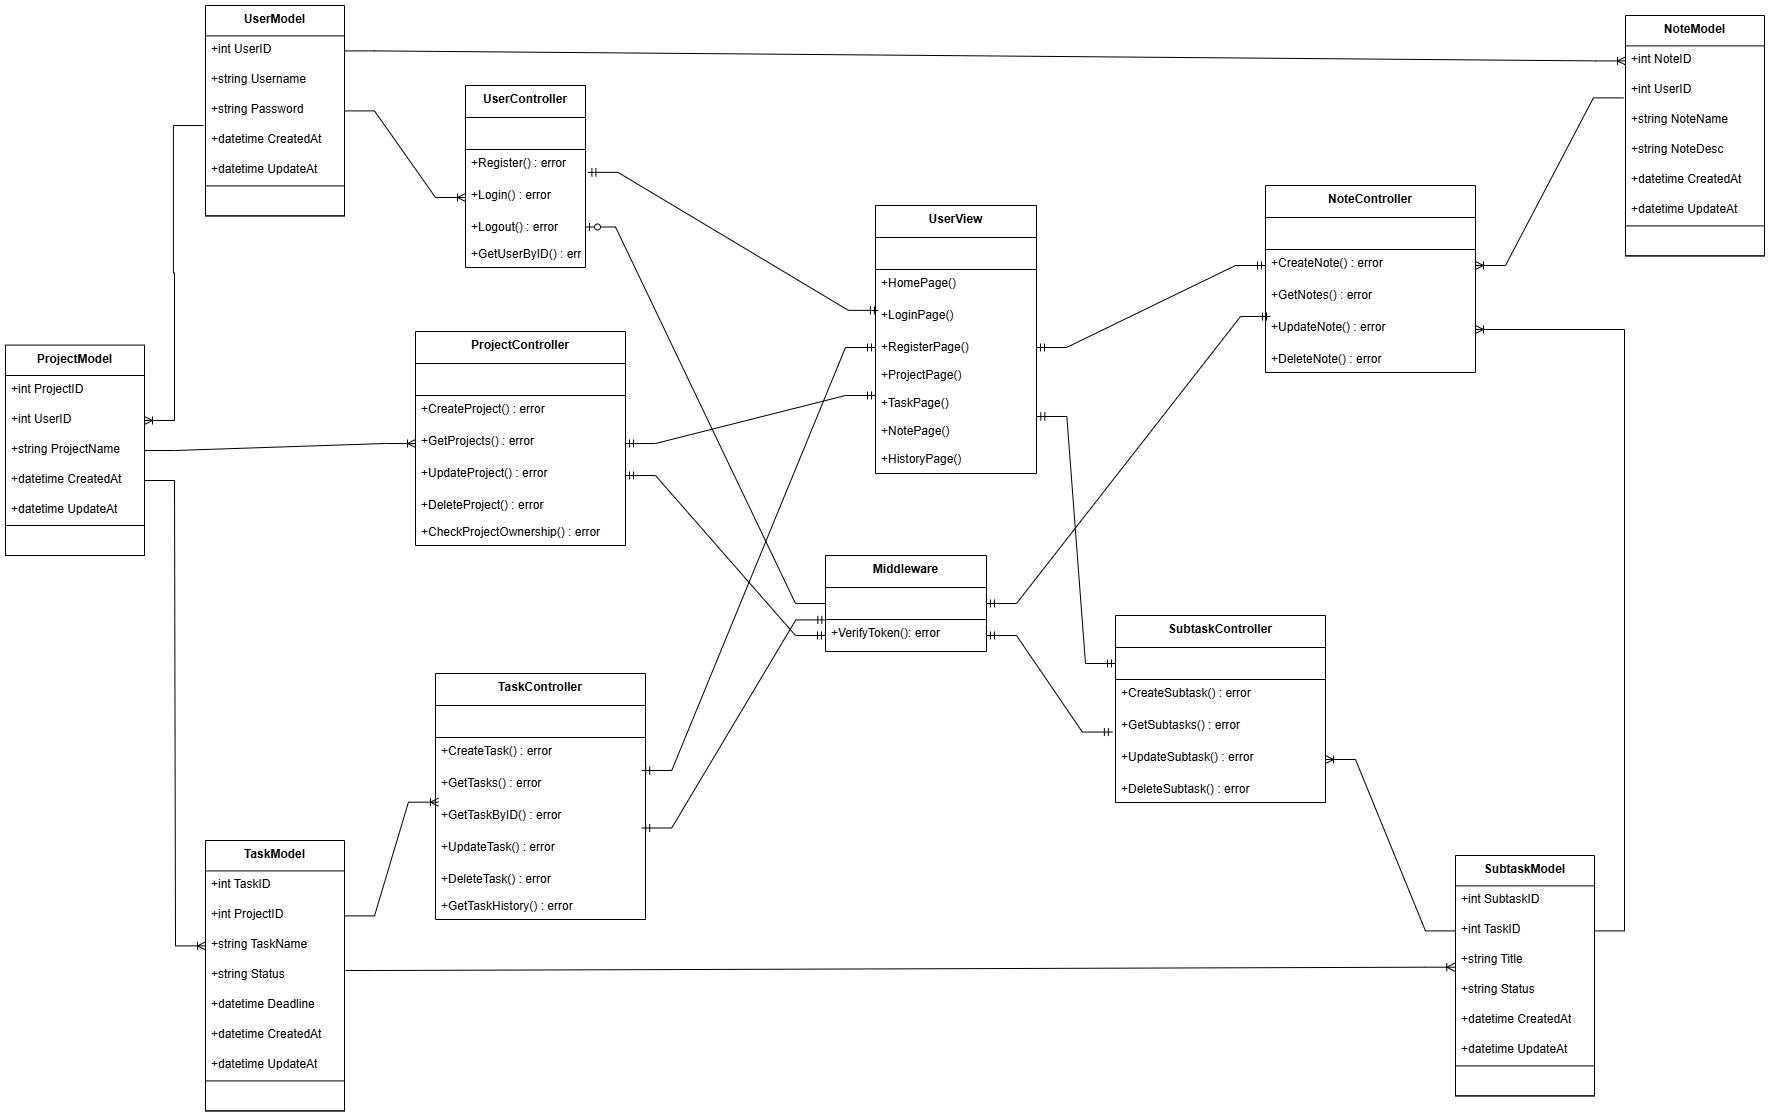 UserModel
+int UserID
+string Username
+string Password
+datetime CreatedAt
+datetime UpdateAt
UserController
+Register() : error
+Login() : error
+Logout() : error
+GetUserByID() : err
NoteModel
+int NoteID
+int UserID
+string NoteName
+string NoteDesc
+datetime CreatedAt
+datetime UpdateAt
UserView
+HomePage()
+LoginPage()
+RegisterPage()
+ProjectPage()
+TaskPage()
+NotePage()
+HistoryPage()
NoteController
+CreateNote() : error
+GetNotes() : error
+UpdateNote() : error
+DeleteNote() : error
ProjectModel
+int ProjectID
+int UserID
+string ProjectName
+datetime CreatedAt
+datetime UpdateAt
ProjectController
+CreateProject() : error
+GetProjects() : error
+UpdateProject() : error
+DeleteProject() : error
+CheckProjectOwnership() : error
Middleware
+VerifyToken(): error
SubtaskController
+CreateSubtask() : error
+GetSubtasks() : error
+UpdateSubtask() : error
+DeleteSubtask() : error
TaskController
+CreateTask() : error
+GetTasks() : error
+GetTaskByID() : error
+UpdateTask() : error
+DeleteTask() : error
+GetTaskHistory() : error
TaskModel
+int TaskID
+int ProjectID
+string TaskName
+string Status
+datetime Deadline
+datetime CreatedAt
+datetime UpdateAt
SubtaskModel
+int SubtaskID
+int TaskID
+string Title
+string Status
+datetime CreatedAt
+datetime UpdateAt